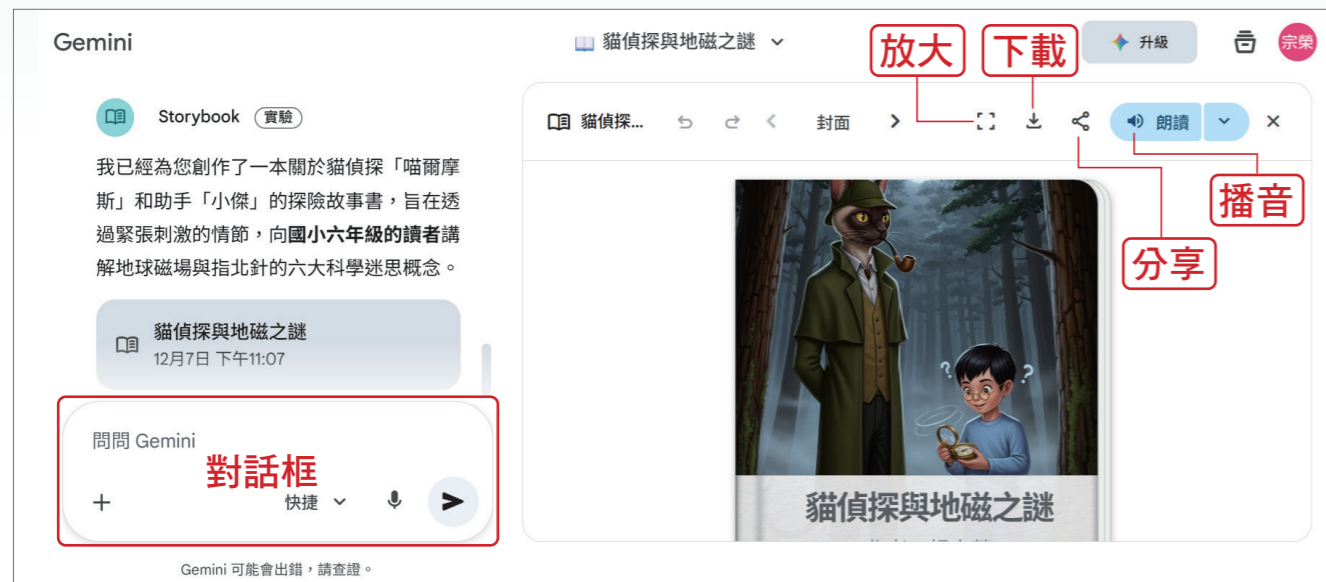 Gemini
貓偵探與地磁之謎
放大
下載
升級
宗榮
Storybook 實驗
我已經為您創作了一本關於貓偵探「喵爾摩
斯」和助手「小傑」的探險故事書，旨在透
過緊張刺激的情節，向國小六年級的讀者講
解地球磁場與指北針的六大科學迷思概念。
貓偵探與地磁之謎
12月7日 下午11:07
問問 Gemini
對話框
快捷
Gemini 可能會出錯，請查證。
貓偵探...
封面
朗讀
播音
分享
? ?
貓偵探與地磁之謎